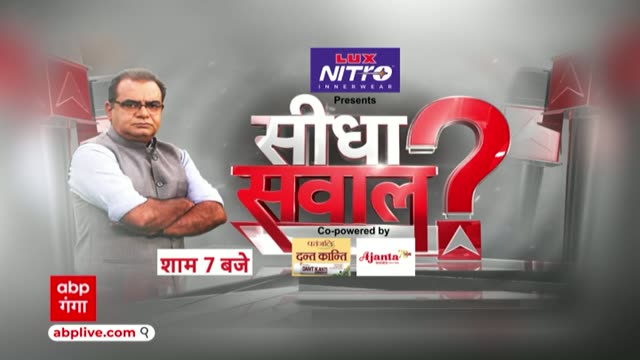 LUX
NITRO
INNERWEAR
Presents
सीधा
सवाल?
Co-powered by
पतंजलि
दन्त कान्ति
DANT KANTI
Ajanta
शाम 7 बजे
abp
गंगा
abplive.com